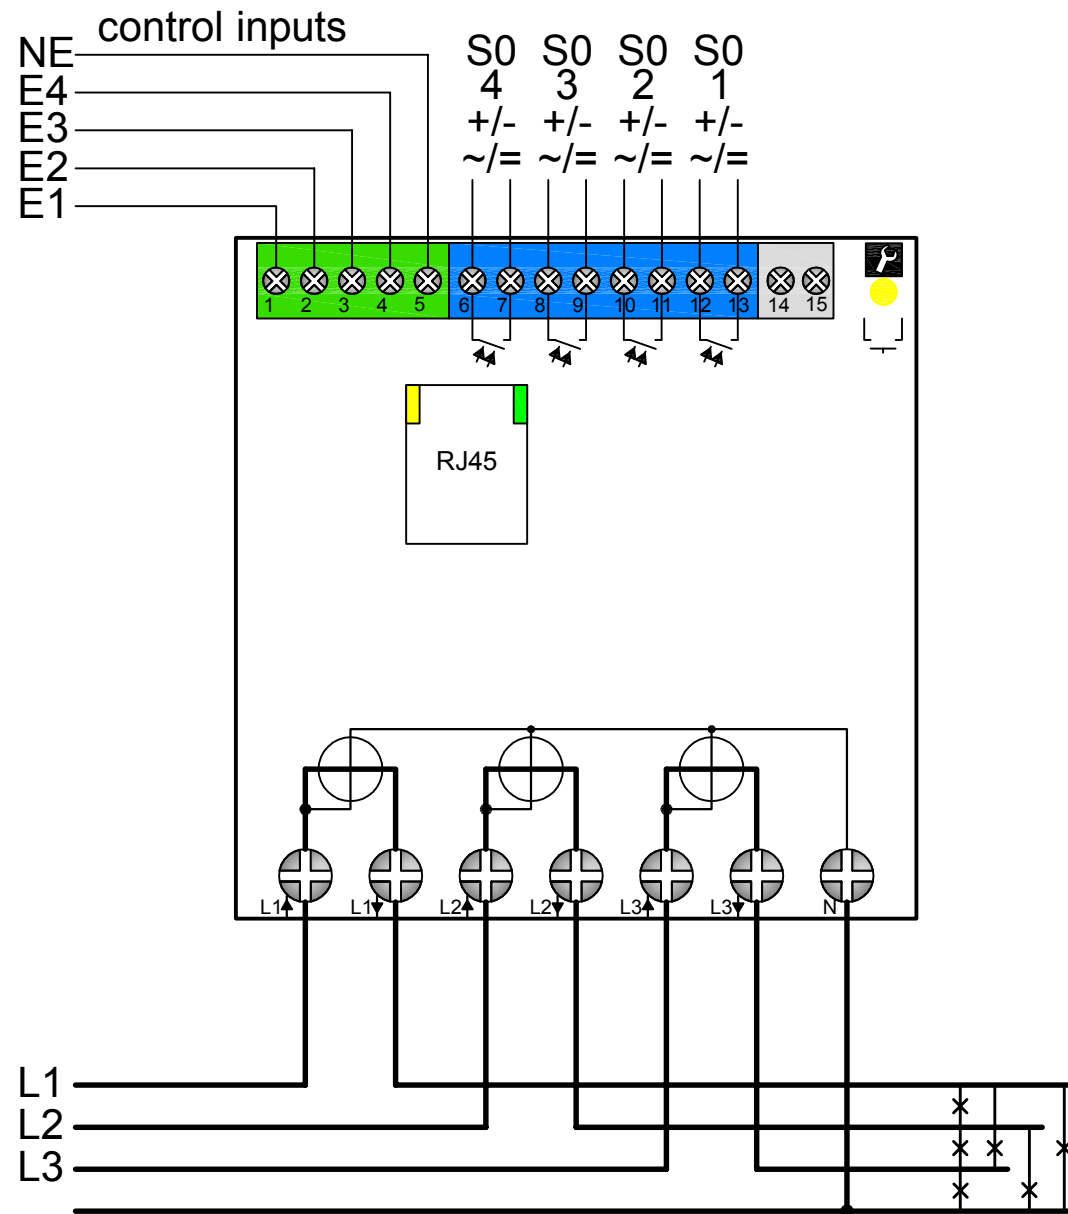 control inputs
NE
E4
E3
E2
E1
S0 S0 S0 S0
4 3 2 1
+/- +/- +/- +/-
~/= ~/= ~/= ~/=
1 2 3 4 5 6 7 8 9 10 11 12 13 14 15
RJ45
L1 L1 L2 L2 L3 L3 N
L1
L2
L3